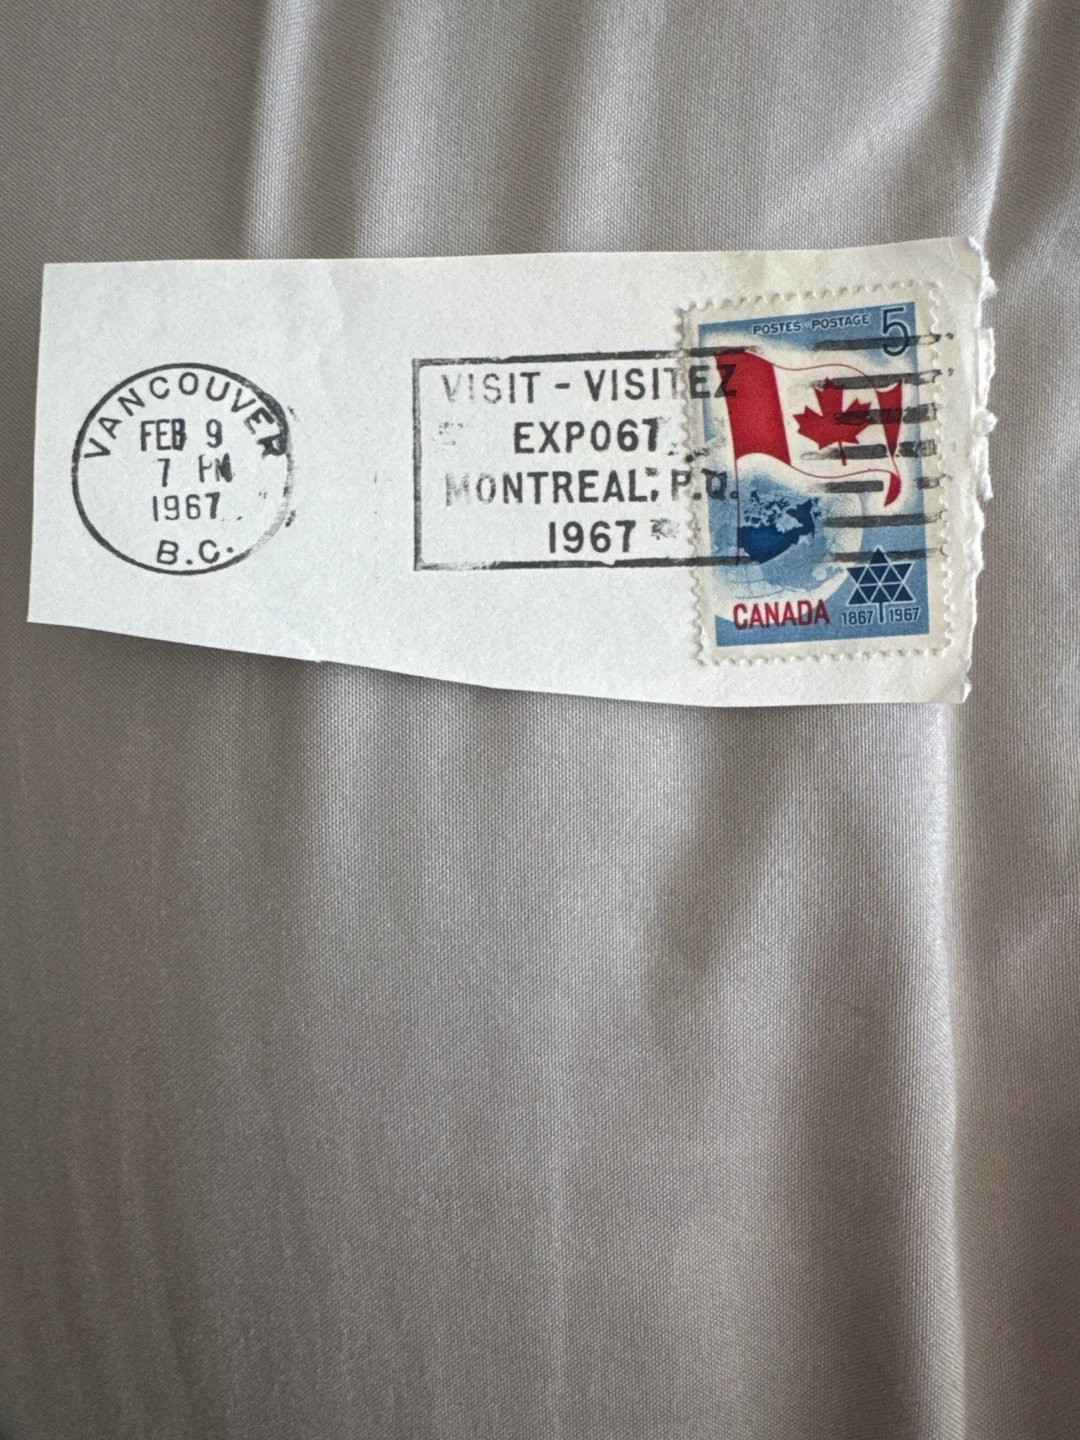 VANCOUVER
FEB 9
7 PM
1967
B.C.
VISIT - VISITEZ
EXPO67
MONTREAL, P.Q.
1967
POSTES POSTAGE 5
CANADA 1867 1967